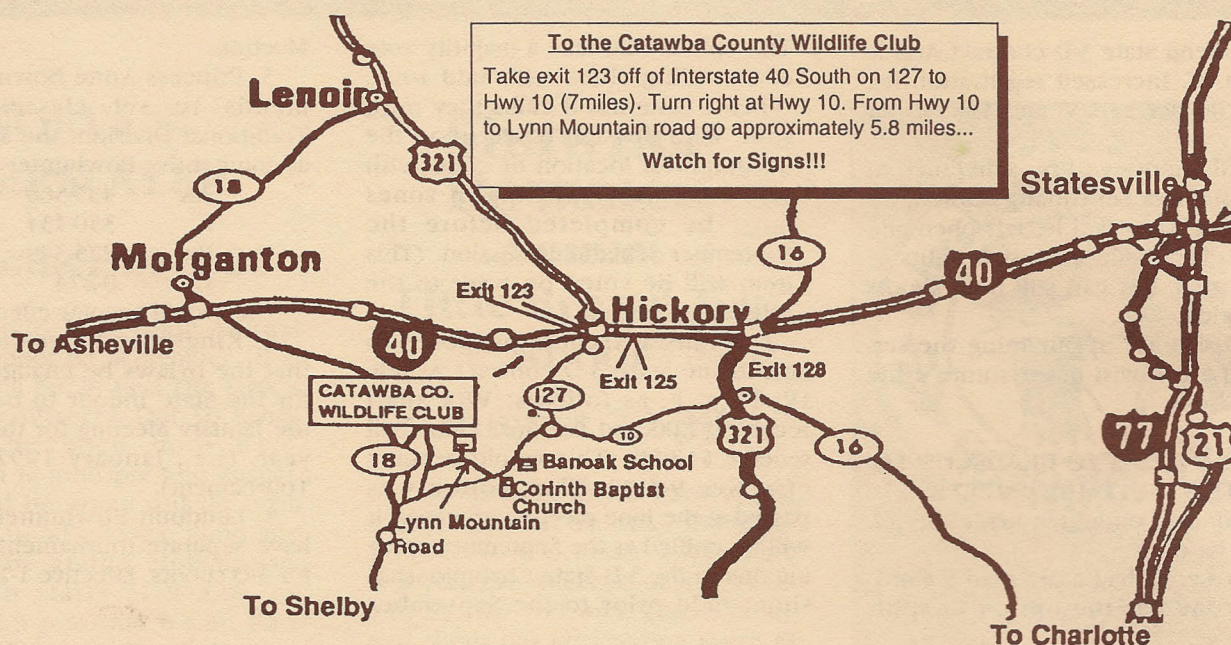 To the Catawba County Wildlife Club
Take exit 123 off of Interstate 40 South on 127 to
Hwy 10 (7miles). Turn right at Hwy 10. From Hwy 10
to Lynn Mountain road go approximately 5.8 miles...
Watch for Signs!!!
Lenoir
321
18
Statesville
16
40
Morganton
Exit 123
Hickory
To Asheville
40
Exit 125
Exit 128
CATAWBA CO.
WILDLIFE CLUB
127
10
321
16
77
21
18
Banoak School
Corinth Baptist
Church
Lynn Mountain
Road
To Shelby
To Charlotte